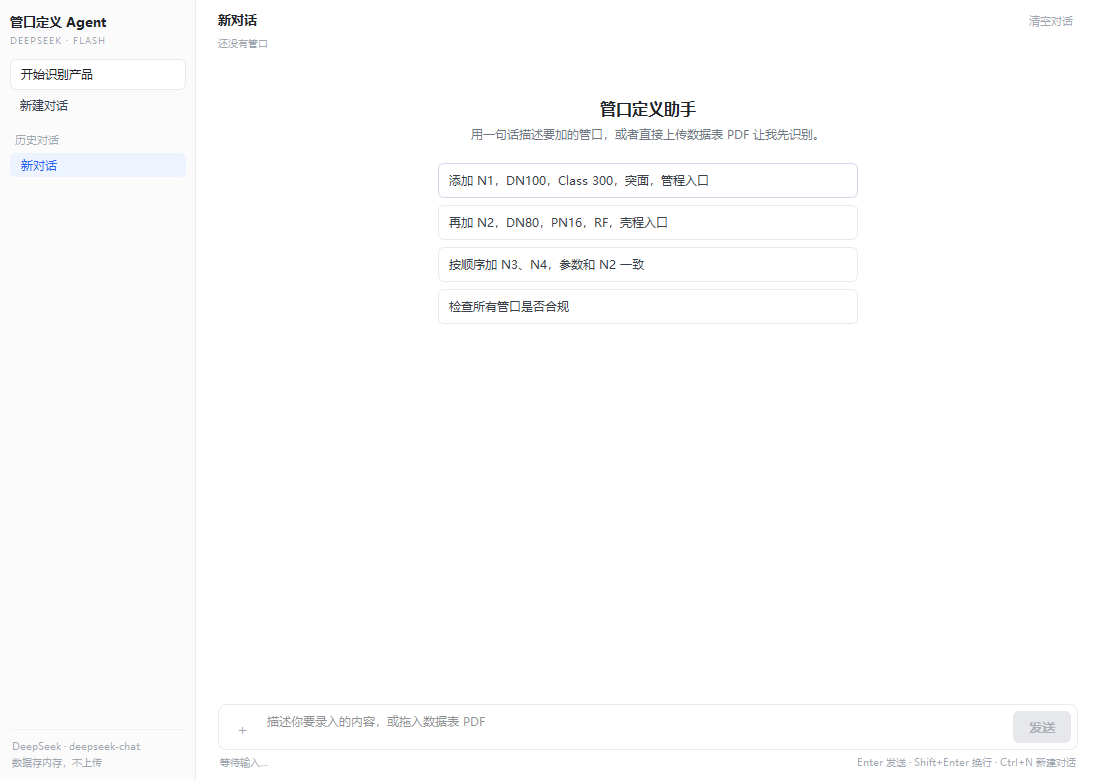 管口定义 Agent
DEEPSEEK · FLASH
开始识别产品
新建对话
历史对话
新对话
DeepSeek · deepseek-chat
数据存内存，不上传
新对话
清空对话
还没有管口
管口定义助手
用一句话描述要加的管口，或者直接上传数据表 PDF 让我先识别。
添加 N1，DN100，Class 300，突面，管程入口
再加 N2，DN80，PN16，RF，壳程入口
按顺序加 N3、N4，参数和 N2 一致
检查所有管口是否合规
+
描述你要录入的内容，或拖入数据表 PDF
发送
等待输入...
Enter 发送 · Shift+Enter 换行 · Ctrl+N 新建对话